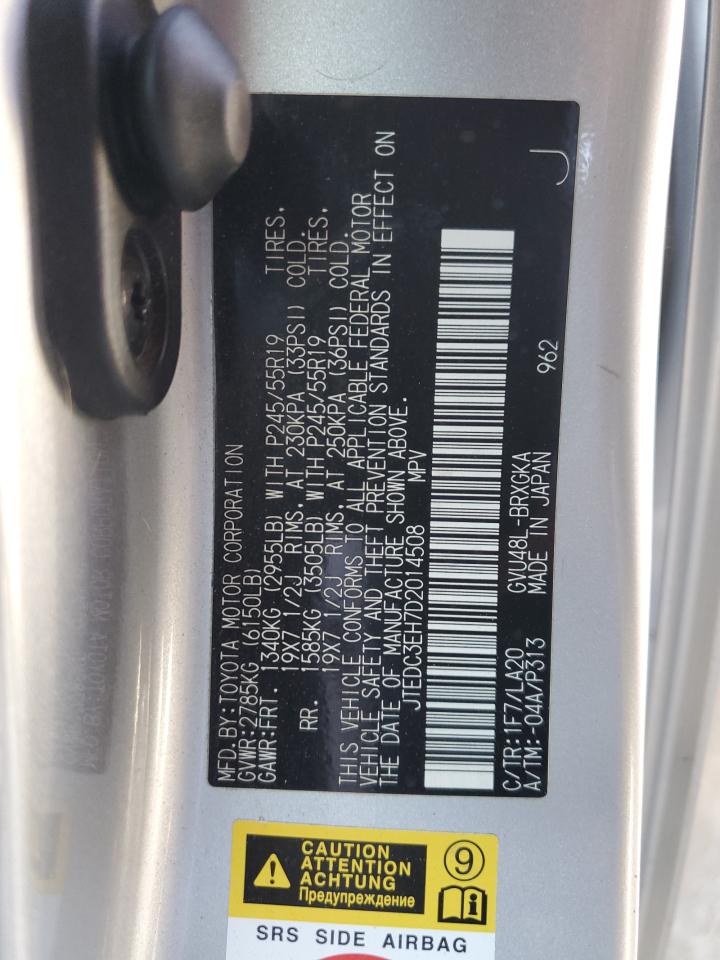 MFD.BY:TOYOTA MOTOR CORPORATION
GVWR:2785KG (6150LB)
GAWR:FRT. 1340KG (2955LB) WITH P245/55R19 TIRES,
19X7 1/2J RIMS, AT 230KPA (33PSI) COLD.
RR. 1585KG (3505LB) WITH P245/55R19 TIRES,
19X7 1/2J RIMS, AT 250KPA (36PSI) COLD.
THIS VEHICLE CONFORMS TO ALL APPLICABLE FEDERAL MOTOR
VEHICLE SAFETY AND THEFT PREVENTION STANDARDS IN EFFECT ON
THE DATE OF MANUFACTURE SHOWN ABOVE.
JTEDC3EH7D2014508 MPV
C/TR:1F7/LA20 GVU48L-BRXGKA
A/TM:-04A/P313 MADE IN JAPAN 962 J
CAUTION
ATTENTION
ACHTUNG
Предупреждение
9
SRS SIDE AIRBAG